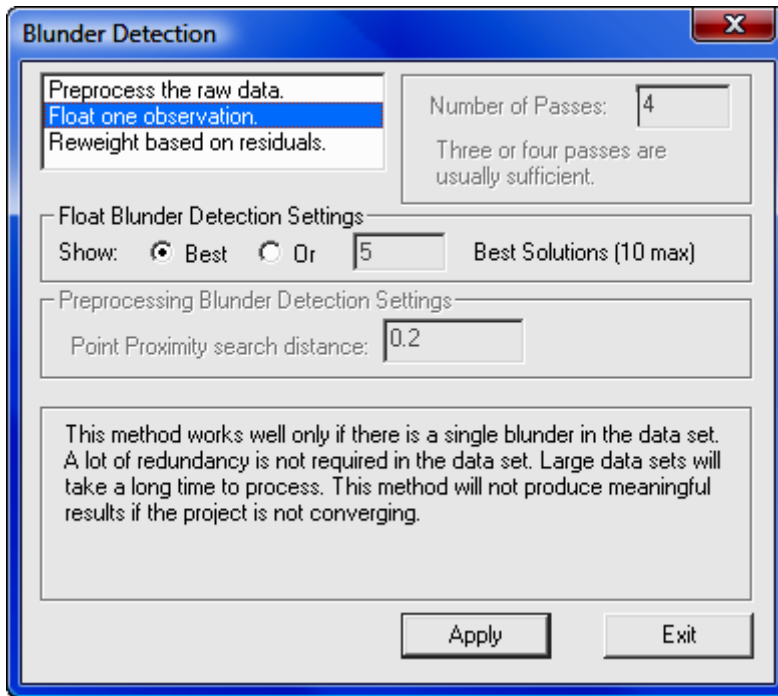 Blunder Detection
Preprocess the raw data.
Float one observation.
Reweight based on residuals.
Number of Passes: 4
Three or four passes are
usually sufficient.
Float Blunder Detection Settings
Show: Best Or 5 Best Solutions (10 max)
Preprocessing Blunder Detection Settings
Point Proximity search distance: 0.2
This method works well only if there is a single blunder in the data set.
A lot of redundancy is not required in the data set. Large data sets will
take a long time to process. This method will not produce meaningful
results if the project is not converging.
Apply Exit